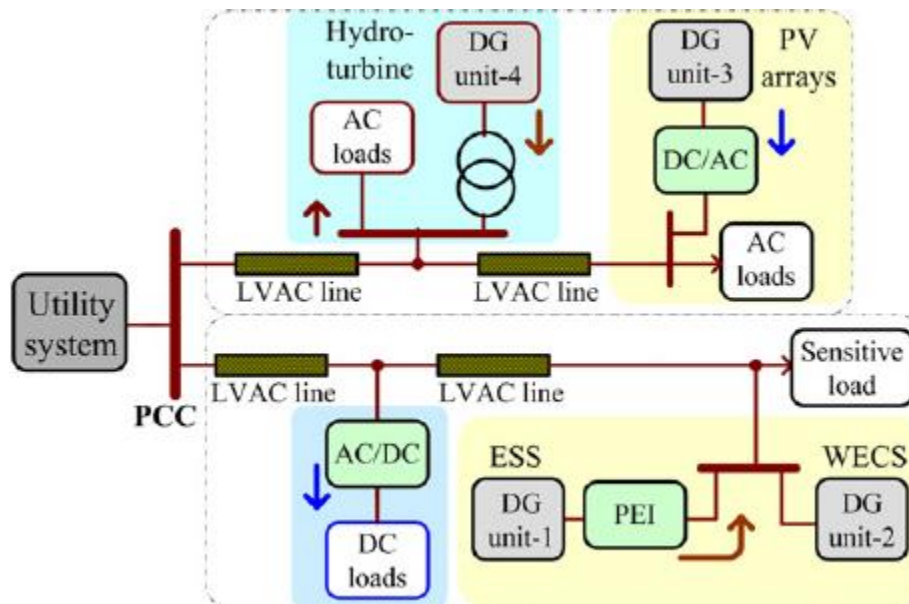 Hydro-
turbine
DG
unit-4
AC
loads
DG
unit-3
PV
arrays
DC/AC
AC
loads
LVAC line
LVAC line
Utility
system
PCC
LVAC line
LVAC line
Sensitive
load
AC/DC
DC
loads
ESS
DG
unit-1
PEI
WECS
DG
unit-2